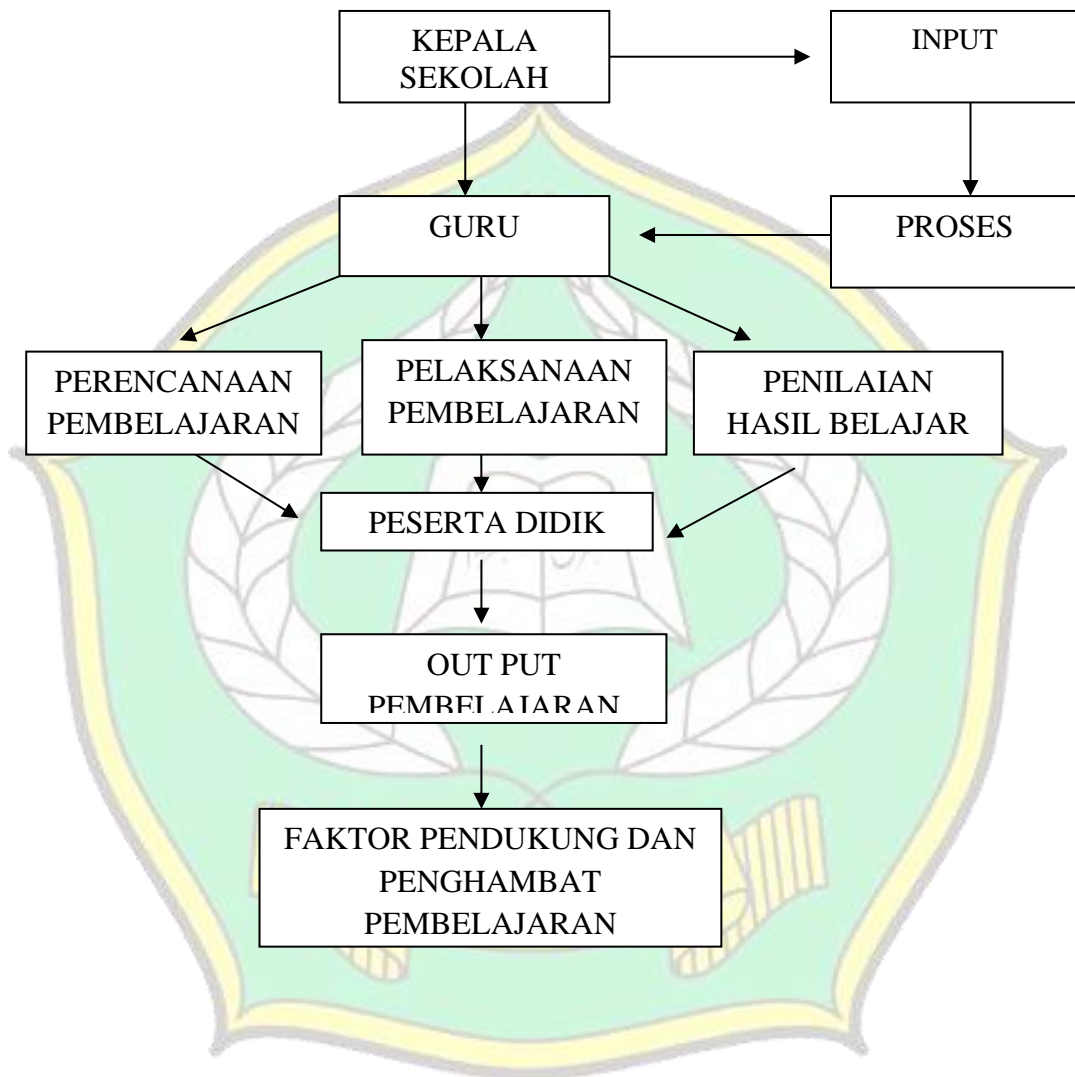 KEPALA
SEKOLAH
INPUT
GURU
PROSES
PERENCANAAN
PEMBELAJARAN
PELAKSANAAN
PEMBELAJARAN
PENILAIAN
HASIL BELAJAR
PESERTA DIDIK
OUT PUT
PEMBELAJARAN
FAKTOR PENDUKUNG DAN
PENGHAMBAT
PEMBELAJARAN